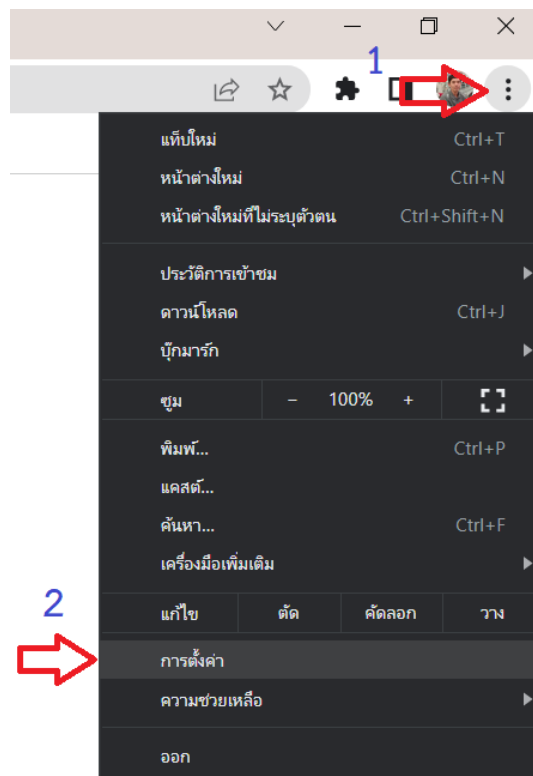 1
แท็บใหม่ Ctrl+T
หน้าต่างใหม่ Ctrl+N
หน้าต่างใหม่ที่ไม่ระบุตัวตน Ctrl+Shift+N
ประวัติการเข้าชม
ดาวน์โหลด Ctrl+J
บุ๊กมาร์ก
ซูม - 100% +
พิมพ์... Ctrl+P
แคสต์...
ค้นหา... Ctrl+F
เครื่องมือเพิ่มเติม
2
แก้ไข ตัด คัดลอก วาง
การตั้งค่า
ความช่วยเหลือ
ออก